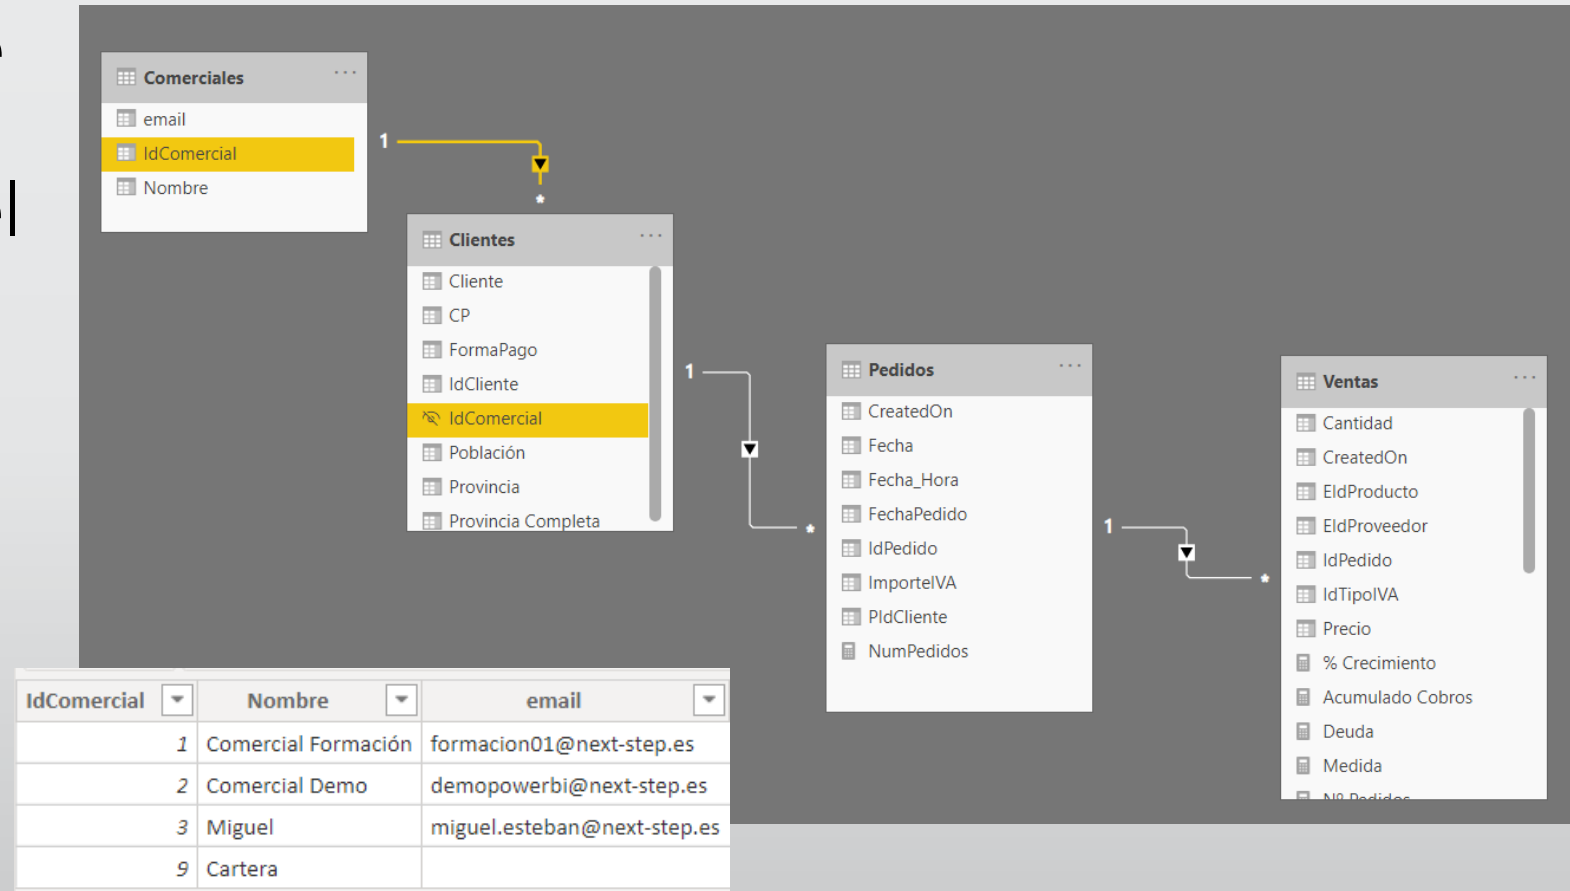 Comerciales
email
IdComercial
Nombre
1
*
Clientes
Cliente
CP
FormaPago
IdCliente
IdComercial
Población
Provincia
Provincia Completa
1
*
Pedidos
CreatedOn
Fecha
Fecha_Hora
FechaPedido
IdPedido
ImporteIVA
PIdCliente
NumPedidos
1
*
Ventas
Cantidad
CreatedOn
EIdProducto
EIdProveedor
IdPedido
IdTipoIVA
Precio
% Crecimiento
Acumulado Cobros
Deuda
Medida
Nº Pedidos
IdComercial Nombre email
1 Comercial Formación formacion01@next-step.es
2 Comercial Demo demopowerbi@next-step.es
3 Miguel miguel.esteban@next-step.es
9 Cartera